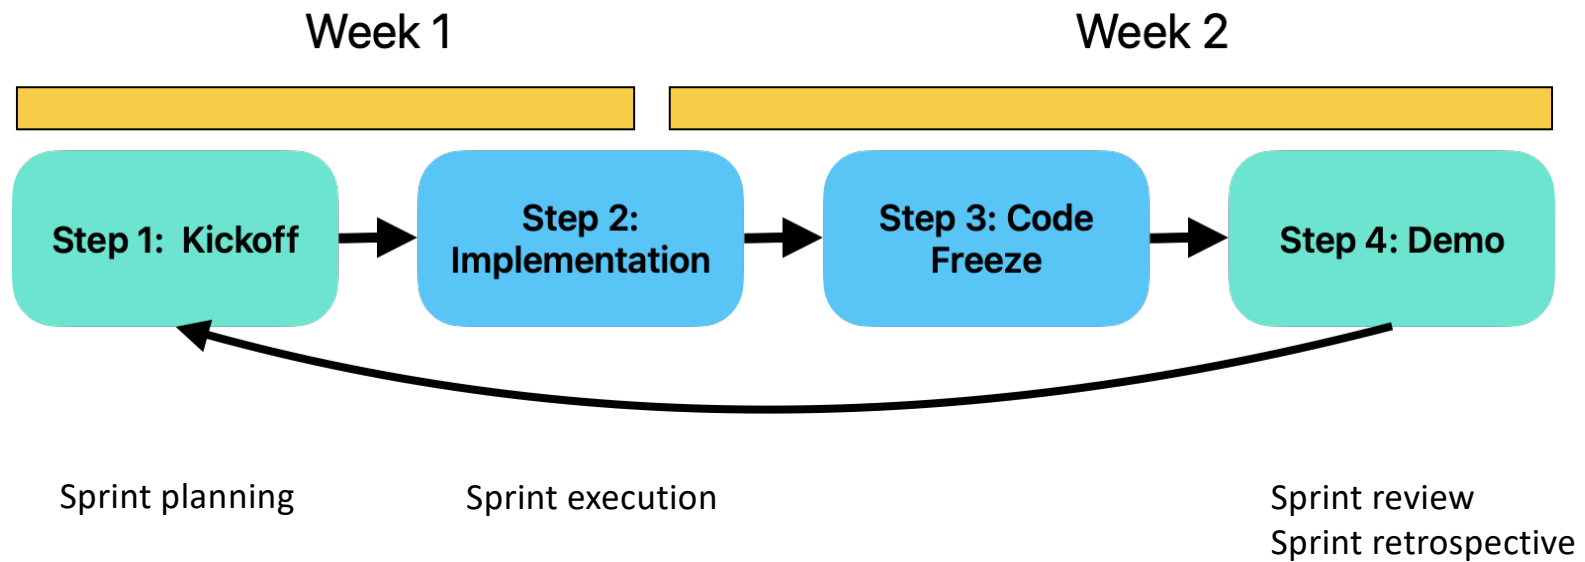 Week 1
Week 2
Step 1:  Kickoff
Step 2:
Implementation
Step 3: Code
Freeze
Step 4: Demo
Sprint planning
Sprint execution
Sprint review
Sprint retrospective